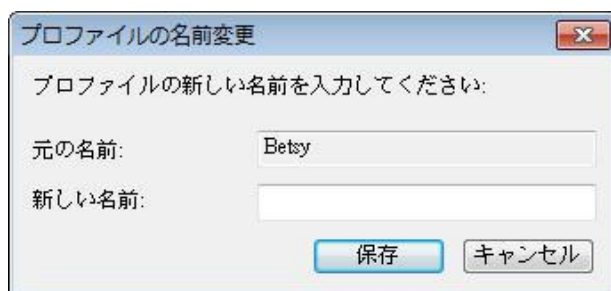 プロファイルの名前変更
プロファイルの新しい名前を入力してください:
元の名前: Betsy
新しい名前:
保存 キャンセル